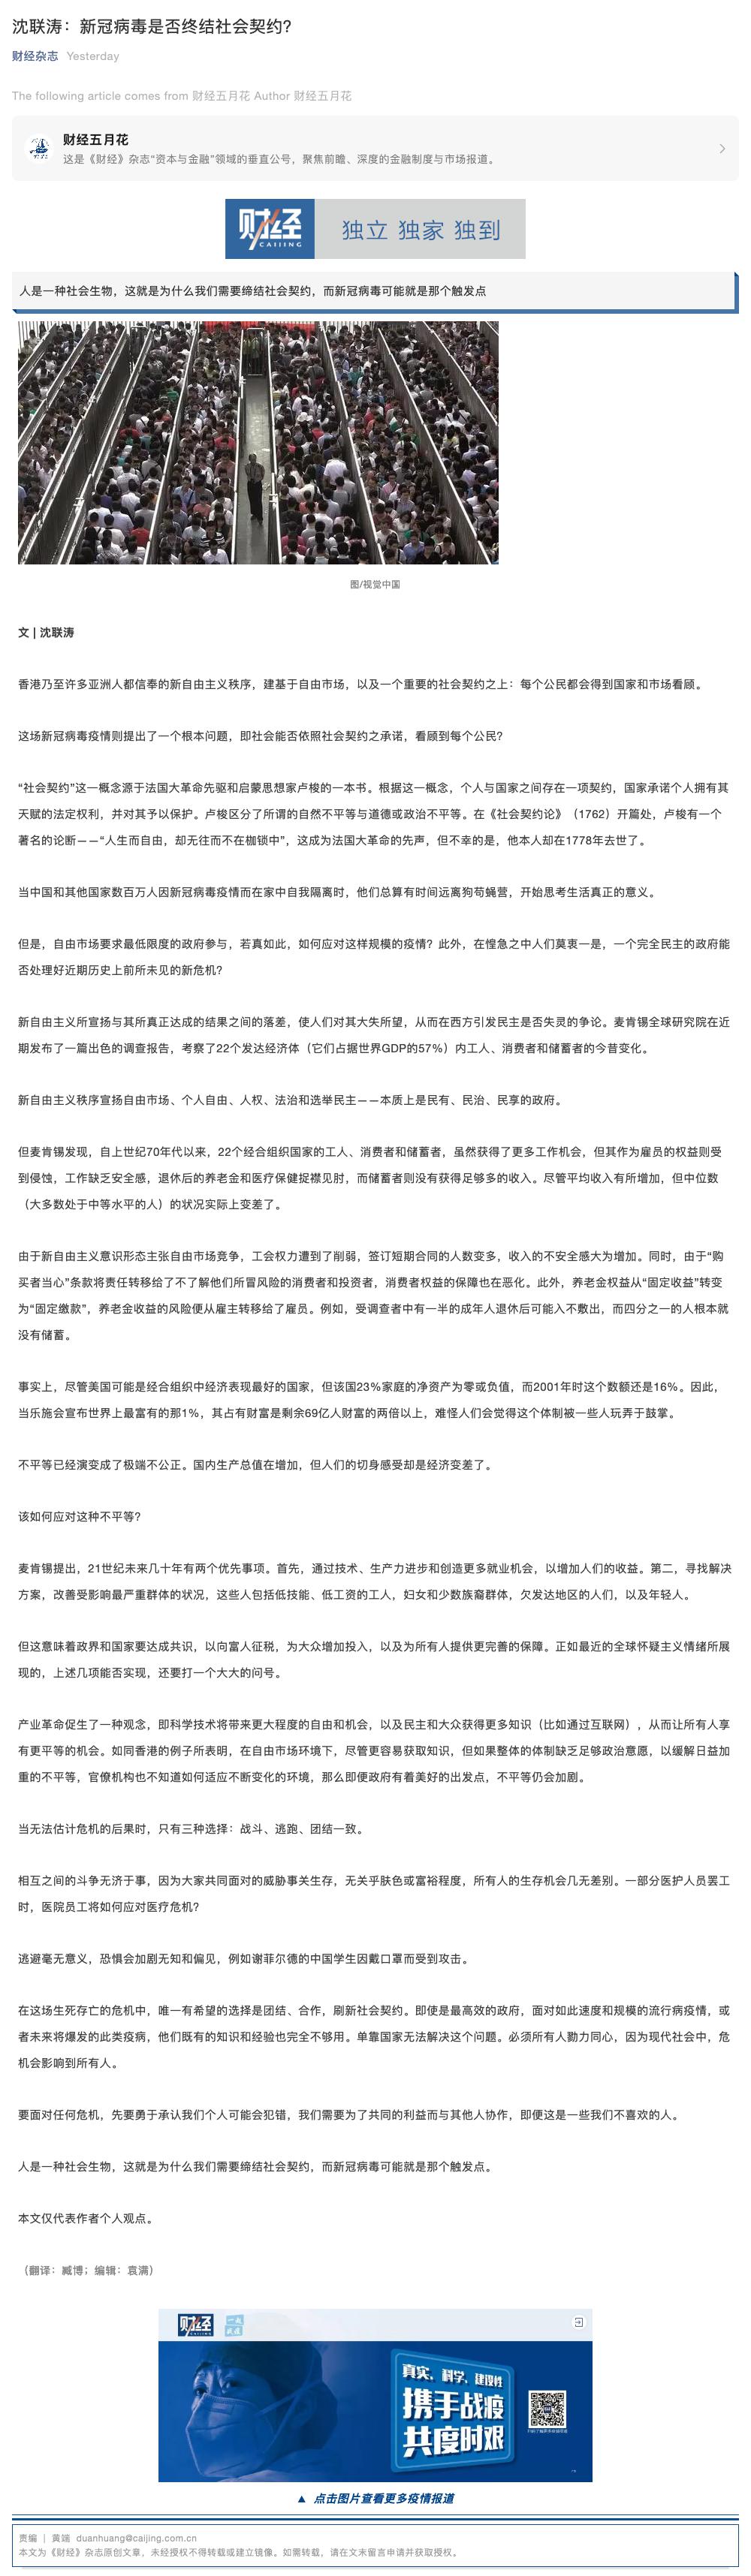 沈联涛：新冠病毒是否终结社会契约？
财经杂志 Yesterday
The following article comes from 财经五月花 Author 财经五月花
财经五月花
这是《财经》杂志“资本与金融”领域的垂直公号，聚焦前瞻、深度的金融制度与市场报道。
财经 CAIJING 独立 独家 独到
人是一种社会生物，这就是为什么我们需要缔结社会契约，而新冠病毒可能就是那个触发点
图/视觉中国
文 | 沈联涛
香港乃至许多亚洲人都信奉的新自由主义秩序，建基于自由市场，以及一个重要的社会契约之上：每个公民都会得到国家和市场看顾。
这场新冠病毒疫情则提出了一个根本问题，即社会能否依照社会契约之承诺，看顾到每个公民？
“社会契约”这一概念源于法国大革命先驱和启蒙思想家卢梭的一本书。根据这一概念，个人与国家之间存在一项契约，国家承诺个人拥有其
天赋的法定权利，并对其予以保护。卢梭区分了所谓的自然不平等与道德或政治不平等。在《社会契约论》（1762）开篇处，卢梭有一个
著名的论断——“人生而自由，却无往而不在枷锁中”，这成为法国大革命的先声，但不幸的是，他本人却在1778年去世了。
当中国和其他国家数百万人因新冠病毒疫情而在家中自我隔离时，他们总算有时间远离狗苟蝇营，开始思考生活真正的意义。
但是，自由市场要求最低限度的政府参与，若真如此，如何应对这样规模的疫情？此外，在惶急之中人们莫衷一是，一个完全民主的政府能
否处理好近期历史上前所未见的新危机？
新自由主义所宣扬与其所真正达成的结果之间的落差，使人们对其大失所望，从而在西方引发民主是否失灵的争论。麦肯锡全球研究院在近
期发布了一篇出色的调查报告，考察了22个发达经济体（它们占据世界GDP的57%）内工人、消费者和储蓄者的今昔变化。
新自由主义秩序宣扬自由市场、个人自由、人权、法治和选举民主——本质上是民有、民治、民享的政府。
但麦肯锡发现，自上世纪70年代以来，22个经合组织国家的工人、消费者和储蓄者，虽然获得了更多工作机会，但其作为雇员的权益则受
到侵蚀，工作缺乏安全感，退休后的养老金和医疗保健捉襟见肘，而储蓄者则没有获得足够多的收入。尽管平均收入有所增加，但中位数
（大多数处于中等水平的人）的状况实际上变差了。
由于新自由主义意识形态主张自由市场竞争，工会权力遭到了削弱，签订短期合同的人数变多，收入的不安全感大为增加。同时，由于“购
买者当心”条款将责任转移给了不了解他们所冒风险的消费者和投资者，消费者权益的保障也在恶化。此外，养老金权益从“固定收益”转变
为“固定缴款”，养老金收益的风险便从雇主转移给了雇员。例如，受调查者中有一半的成年人退休后可能入不敷出，而四分之一的人根本就
没有储蓄。
事实上，尽管美国可能是经合组织中经济表现最好的国家，但该国23%家庭的净资产为零或负值，而2001年时这个数额还是16%。因此，
当乐施会宣布世界上最富有的那1%，其占有财富是剩余69亿人财富的两倍以上，难怪人们会觉得这个体制被一些人玩弄于鼓掌。
不平等已经演变成了极端不公正。国内生产总值在增加，但人们的切身感受却是经济变差了。
该如何应对这种不平等？
麦肯锡提出，21世纪未来几十年有两个优先事项。首先，通过技术、生产力进步和创造更多就业机会，以增加人们的收益。第二，寻找解决
方案，改善受影响最严重群体的状况，这些人包括低技能、低工资的工人，妇女和少数族裔群体，欠发达地区的人们，以及年轻人。
但这意味着政界和国家要达成共识，以向富人征税，为大众增加投入，以及为所有人提供更完善的保障。正如最近的全球怀疑主义情绪所展
现的，上述几项能否实现，还要打一个大大的问号。
产业革命促生了一种观念，即科学技术将带来更大程度的自由和机会，以及民主和大众获得更多知识（比如通过互联网），从而让所有人享
有更平等的机会。如同香港的例子所表明，在自由市场环境下，尽管更容易获取知识，但如果整体的体制缺乏足够政治意愿，以缓解日益加
重的不平等，官僚机构也不知道如何适应不断变化的环境，那么即便政府有着美好的出发点，不平等仍会加剧。
当无法估计危机的后果时，只有三种选择：战斗、逃跑、团结一致。
相互之间的斗争无济于事，因为大家共同面对的威胁事关生存，无关乎肤色或富裕程度，所有人的生存机会几无差别。一部分医护人员罢工
时，医院员工将如何应对医疗危机？
逃避毫无意义，恐惧会加剧无知和偏见，例如谢菲尔德的中国学生因戴口罩而受到攻击。
在这场生死存亡的危机中，唯一有希望的选择是团结、合作，刷新社会契约。即使是最高效的政府，面对如此速度和规模的流行病疫情，或
者未来将爆发的此类疫病，他们既有的知识和经验也完全不够用。单靠国家无法解决这个问题。必须所有人勠力同心，因为现代社会中，危
机会影响到所有人。
要面对任何危机，先要勇于承认我们个人可能会犯错，我们需要为了共同的利益而与其他人协作，即便这是一些我们不喜欢的人。
人是一种社会生物，这就是为什么我们需要缔结社会契约，而新冠病毒可能就是那个触发点。
本文仅代表作者个人观点。
（翻译：臧博；编辑：袁满）
财经
真实、科学、建设性
携手战疫
共度时艰
▲ 点击图片查看更多疫情报道
责编 | 黄端 duanhuang@caijing.com.cn
本文为《财经》杂志原创文章，未经授权不得转载或建立镜像。如需转载，请在文末留言申请并获取授权。